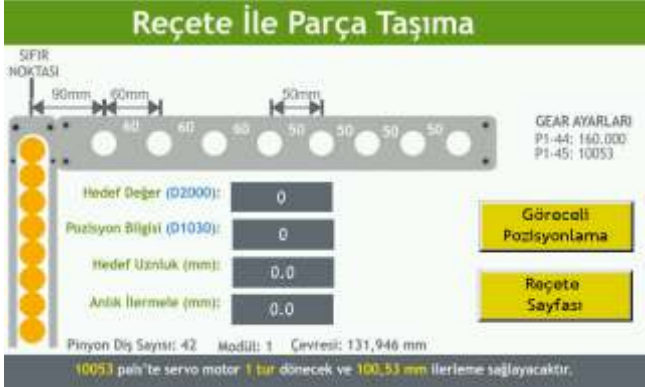 Reçete İle Parça Taşıma
SIFIR
NOKTASI
90mm 60mm 50mm
60 60 60 50 50 50 50
GEAR AYARLARI
P1-44: 160.000
P1-45: 10053
Hedef Değer (D2000): 0
Pozisyon Bilgisi (D1030): 0
Hedef Uznluk (mm): 0.0
Anlık İlermele (mm): 0.0
Göreceli
Pozisyonlama
Reçete
Sayfası
Pinyon Diş Sayısı: 42 Modül: 1 Çevresi: 131,946 mm
10053 pals'te servo motor 1 tur dönecek ve 100,53 mm ilerleme sağlayacaktır.